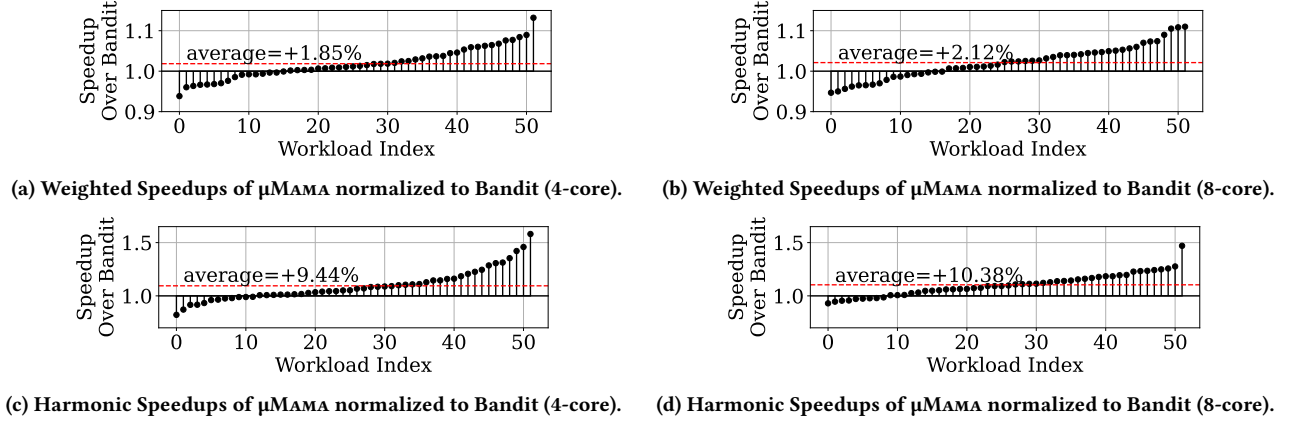 Speedup
Over Bandit
1.1
1.0
0.9
average=+1.85%
0 10 20 30 40 50
Workload Index
(a) Weighted Speedups of µMAMA normalized to Bandit (4-core).
Speedup
Over Bandit
1.1
1.0
0.9
average=+2.12%
0 10 20 30 40 50
Workload Index
(b) Weighted Speedups of µMAMA normalized to Bandit (8-core).
Speedup
Over Bandit
1.5
1.0
average=+9.44%
0 10 20 30 40 50
Workload Index
(c) Harmonic Speedups of µMAMA normalized to Bandit (4-core).
Speedup
Over Bandit
1.5
1.0
average=+10.38%
0 10 20 30 40 50
Workload Index
(d) Harmonic Speedups of µMAMA normalized to Bandit (8-core).